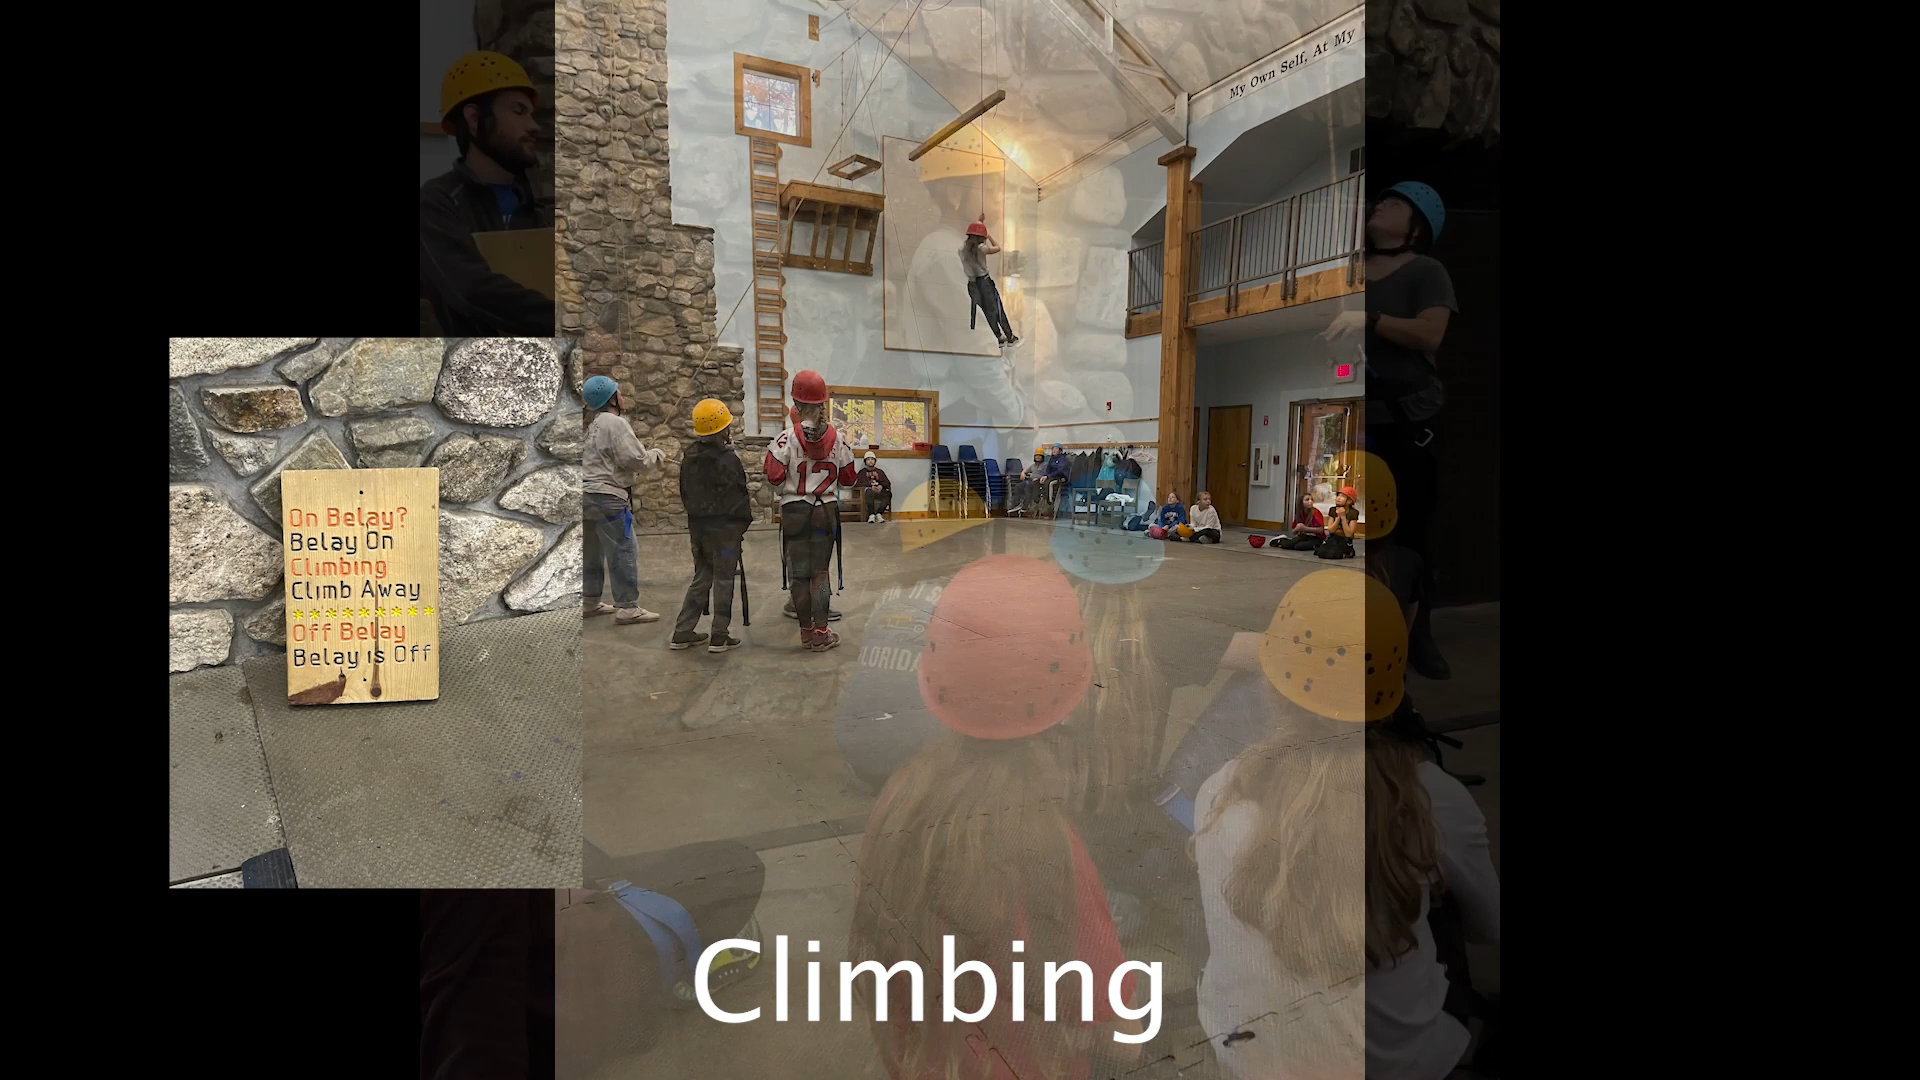 My Own Self, At My
On Belay?
Belay On
Climbing
Climb Away
********
Off Belay
Belay is Off
12
FLORIDA
Climbing